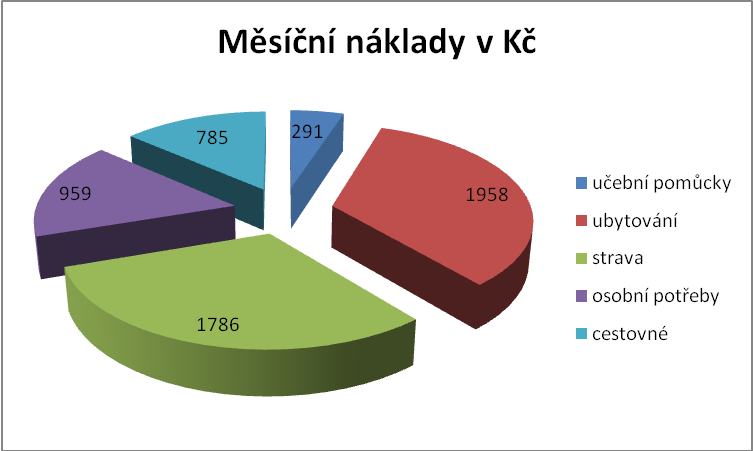 Měsíční náklady v Kč
291
1958
1786
959
785
učební pomůcky
ubytování
strava
osobní potřeby
cestovné